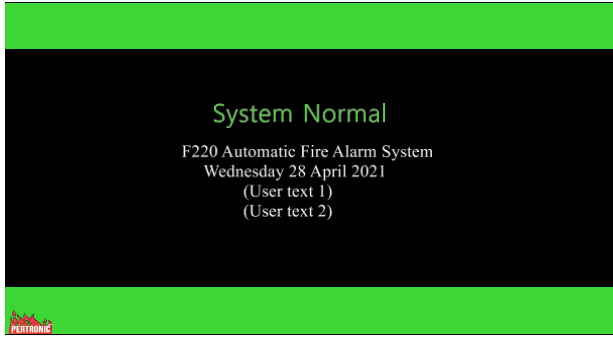 System Normal
F220 Automatic Fire Alarm System
Wednesday 28 April 2021
(User text 1)
(User text 2)
PERTRONIC